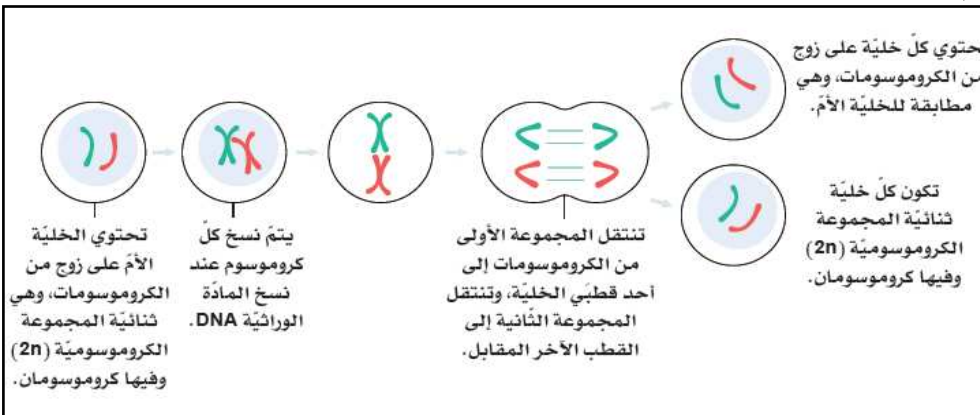 تحتوي الخليّة
الأمّ على زوج من
الكروموسومات، وهي
ثنائيّة المجموعة
الكروموسوميّة (2n)
وفيها كروموسومان.
يتمّ نسخ كلّ
كروموسوم عند
نسخ المادّة
الوراثيّة DNA.
تنتقل المجموعة الأولى
من الكروموسومات إلى
أحد قطبَي الخليّة، وتنتقل
المجموعة الثّانية إلى
القطب الآخر المقابل.
حتوي كلّ خليّة على زوج
من الكروموسومات، وهي
مطابقة للخليّة الأمّ.
تكون كلّ خليّة
ثنائيّة المجموعة
الكروموسوميّة (2n)
وفيها كروموسومان.